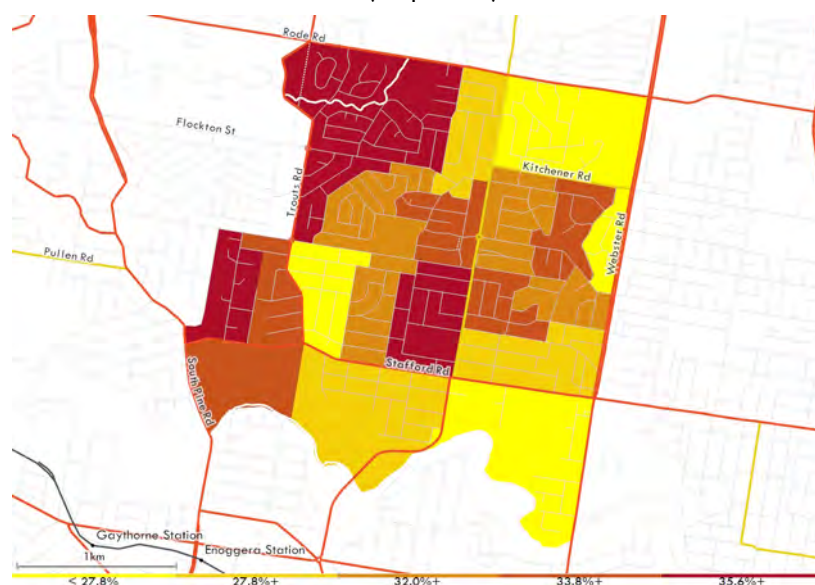 Rode Rd
Flockton St
Kitchener Rd
Trouts Rd
Webster Rd
Pullen Rd
Stafford Rd
South Pine Rd
Gaythorne Station
1km
Enoggera Station
< 27.8% 27.8%+ 32.0%+ 33.8%+ 35.6%+